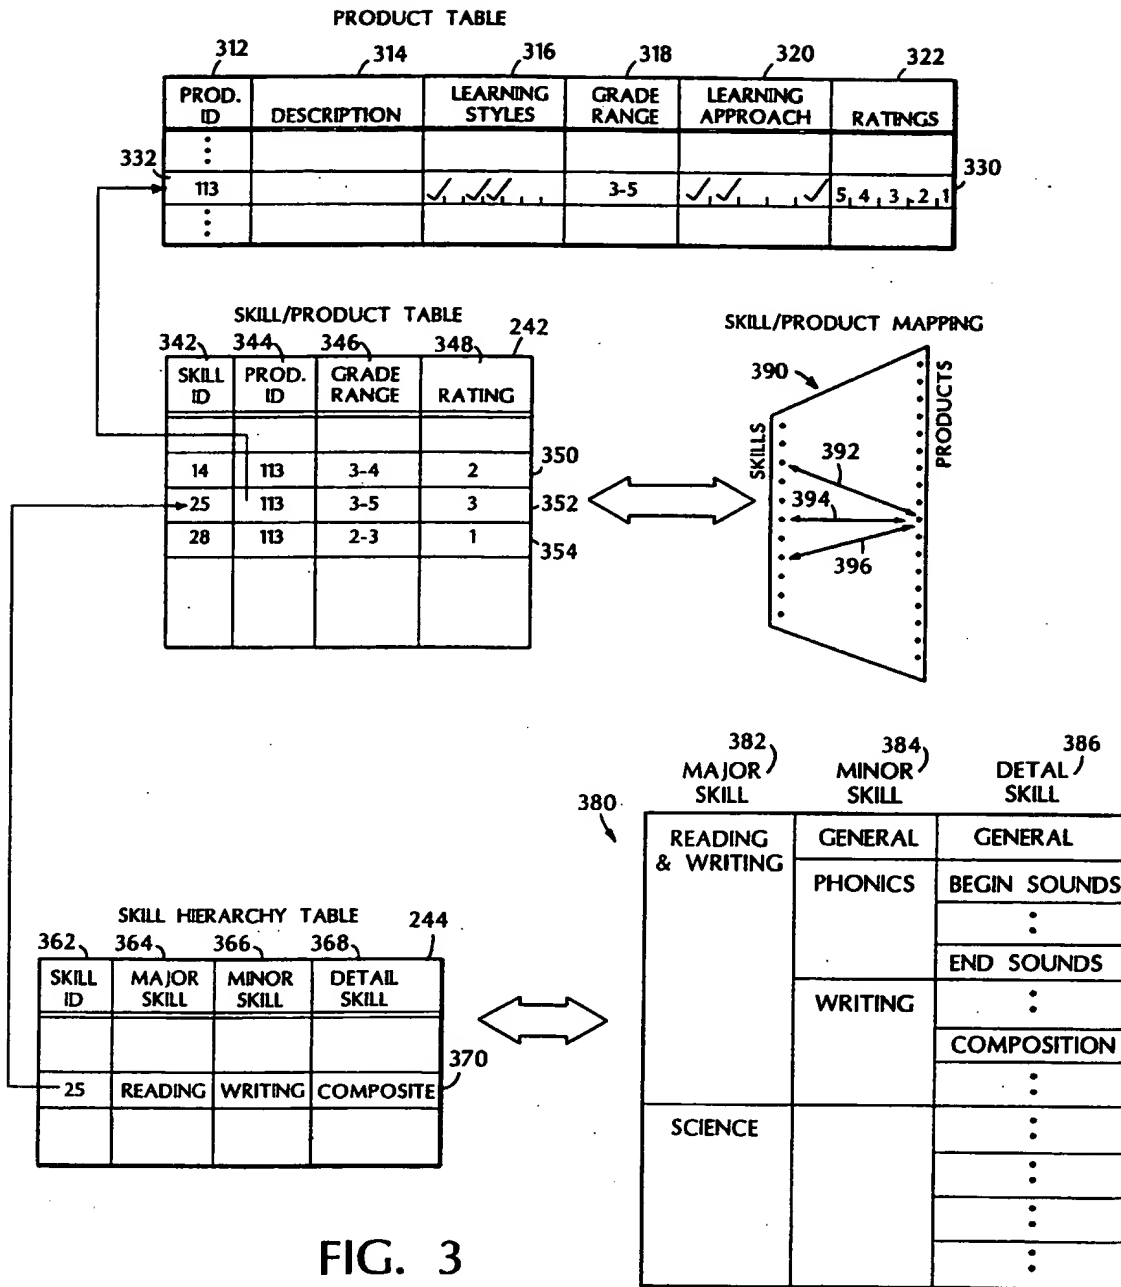 PRODUCT TABLE
312 314 316 318 320 322
PROD. ID DESCRIPTION LEARNING STYLES GRADE RANGE LEARNING APPROACH RATINGS
332 330
113 3-5 5 4 3 2 1
SKILL/PRODUCT TABLE
342 344 346 348 242
SKILL ID PROD. ID GRADE RANGE RATING
14 113 3-4 2 350
25 113 3-5 3 352
28 113 2-3 1 354
SKILL/PRODUCT MAPPING
390
SKILLS
PRODUCTS
392
394
396
382 384 386
MAJOR SKILL MINOR SKILL DETAL SKILL
380
READING & WRITING GENERAL GENERAL
PHONICS BEGIN SOUNDS
END SOUNDS
WRITING
COMPOSITION
SCIENCE
SKILL HIERARCHY TABLE
362 364 366 368 244
SKILL ID MAJOR SKILL MINOR SKILL DETAIL SKILL
370
25 READING WRITING COMPOSITE
FIG. 3